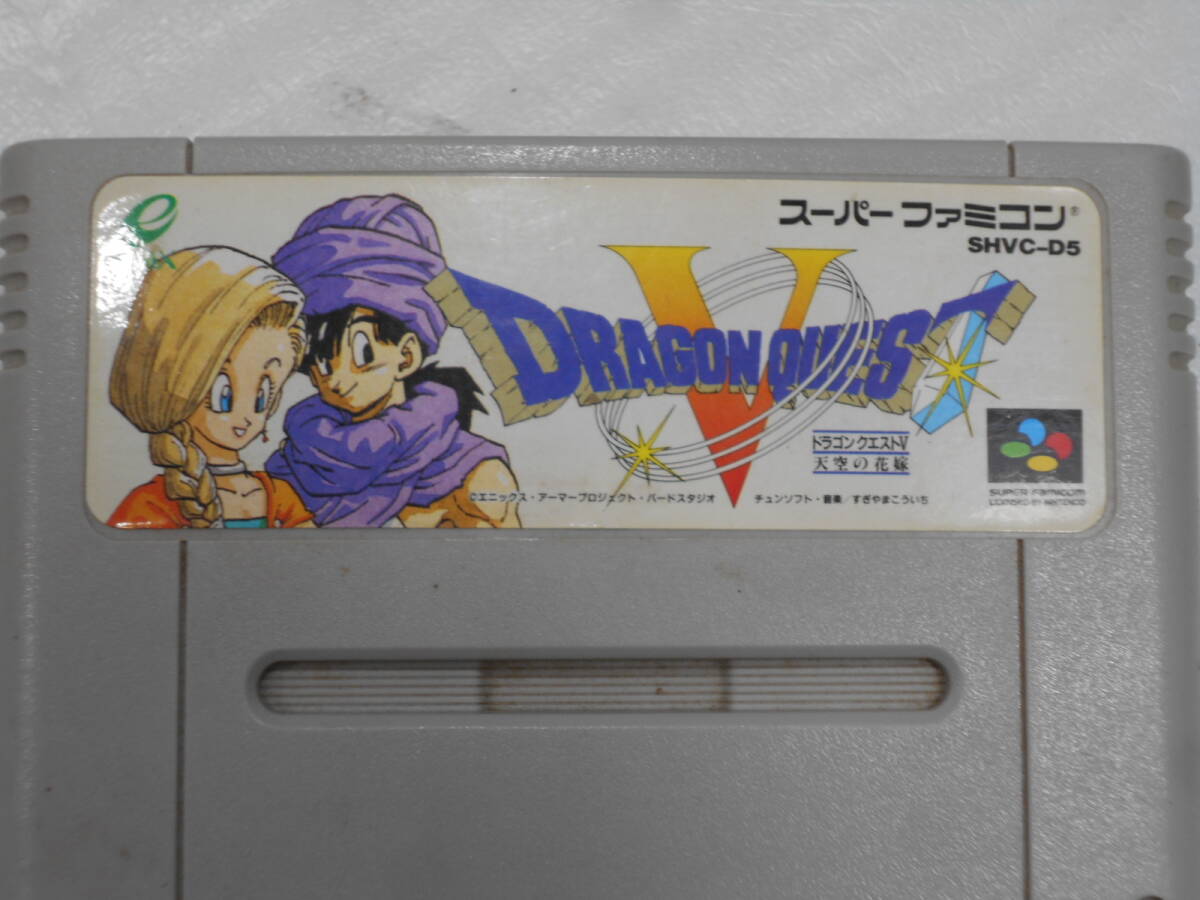 スーパーファミコン®
SHVC-D5
DRAGON QUEST
V
ドラゴンクエストV
天空の花嫁
©エニックス・アーマープロジェクト・バードスタジオ チュンソフト・音楽/すぎやまこういち
SUPER FAMICOM
LICENSED BY NINTENDO